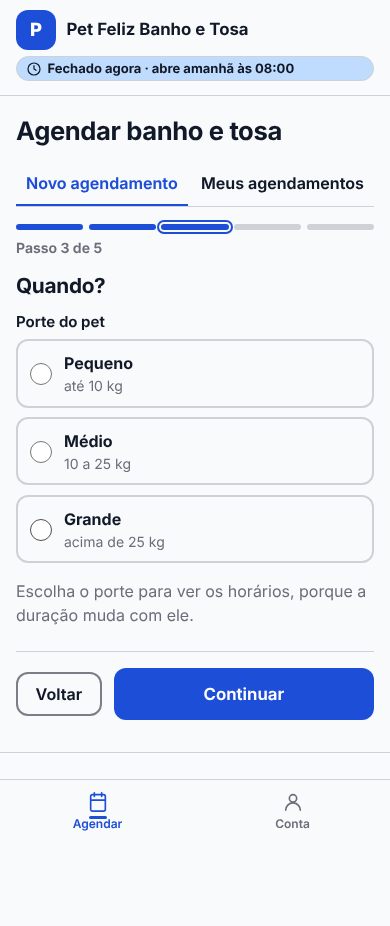 P
Pet Feliz Banho e Tosa
Fechado agora · abre amanhã às 08:00
Agendar banho e tosa
Novo agendamento
Meus agendamentos
Passo 3 de 5
Quando?
Porte do pet
Pequeno
até 10 kg
Médio
10 a 25 kg
Grande
acima de 25 kg
Escolha o porte para ver os horários, porque a
duração muda com ele.
Voltar
Continuar
Agendar
Conta